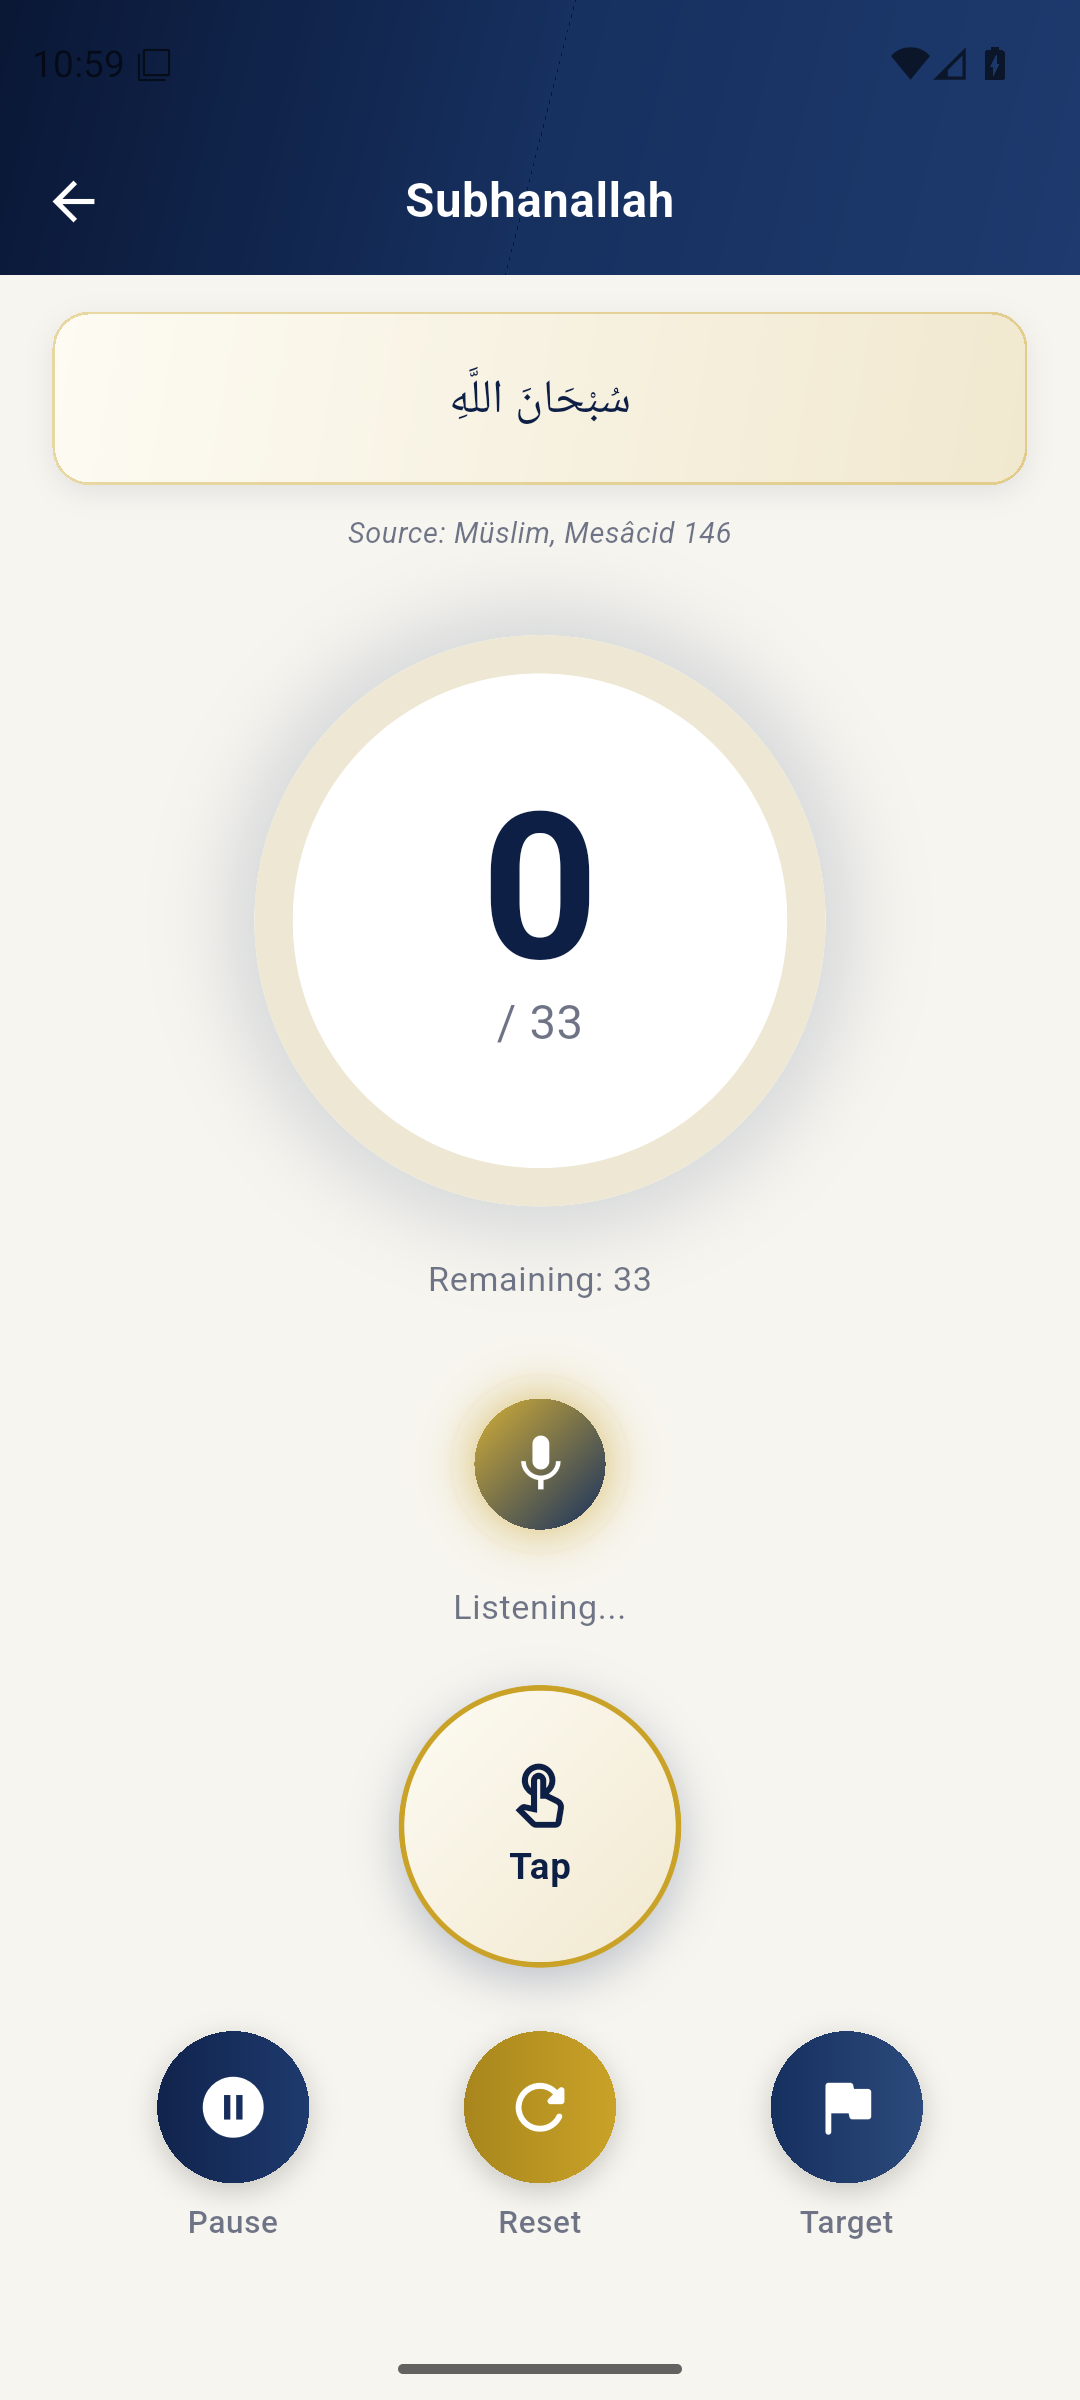 10:59
Subhanallah
سُبْحَانَ اللَّهِ
Source: Müslim, Mesâcid 146
0
/ 33
Remaining: 33
Listening...
Tap
Pause
Reset
Target